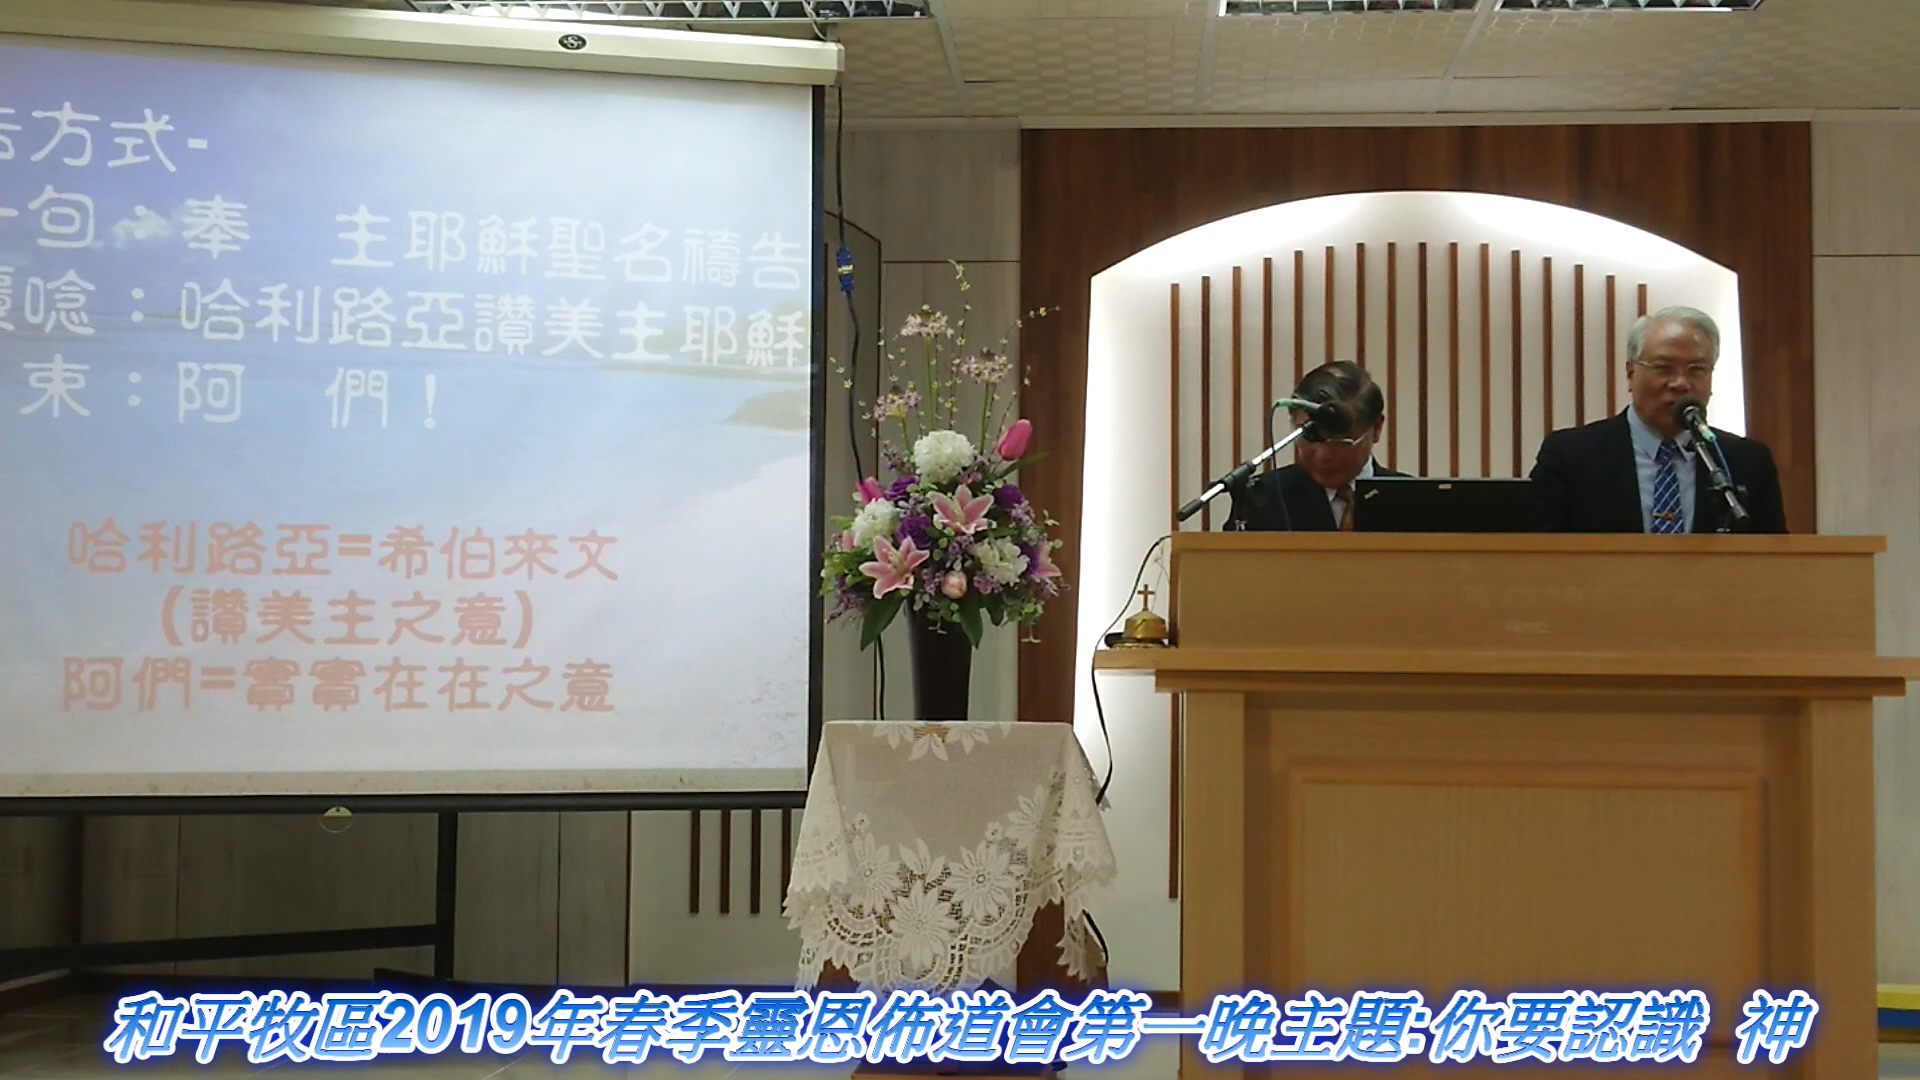 告方式-
一句：奉　主耶穌聖名禱告
唸：哈利路亞讚美主耶穌
束：阿　們！
哈利路亞=希伯來文
(讚美主之意)
阿們=實實在在之意
和平牧區2019年春季靈恩佈道會第一晚主題:你要認識 神